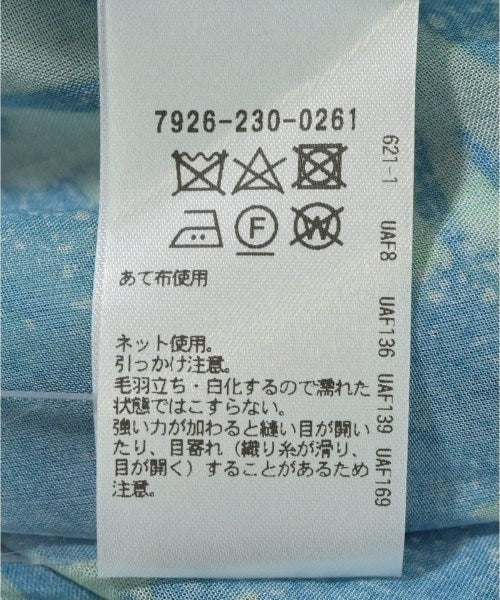 7926-230-0261
F
W
あて布使用
ネット使用。
引っかけ注意。
毛羽立ち・白化するので濡れた
状態ではこすらない。
強い力が加わると縫い目が開い
たり、目寄れ（織り糸が滑り、
目が開く）することがあるため
注意。
621-1 UAF8 UAF136 UAF139 UAF169